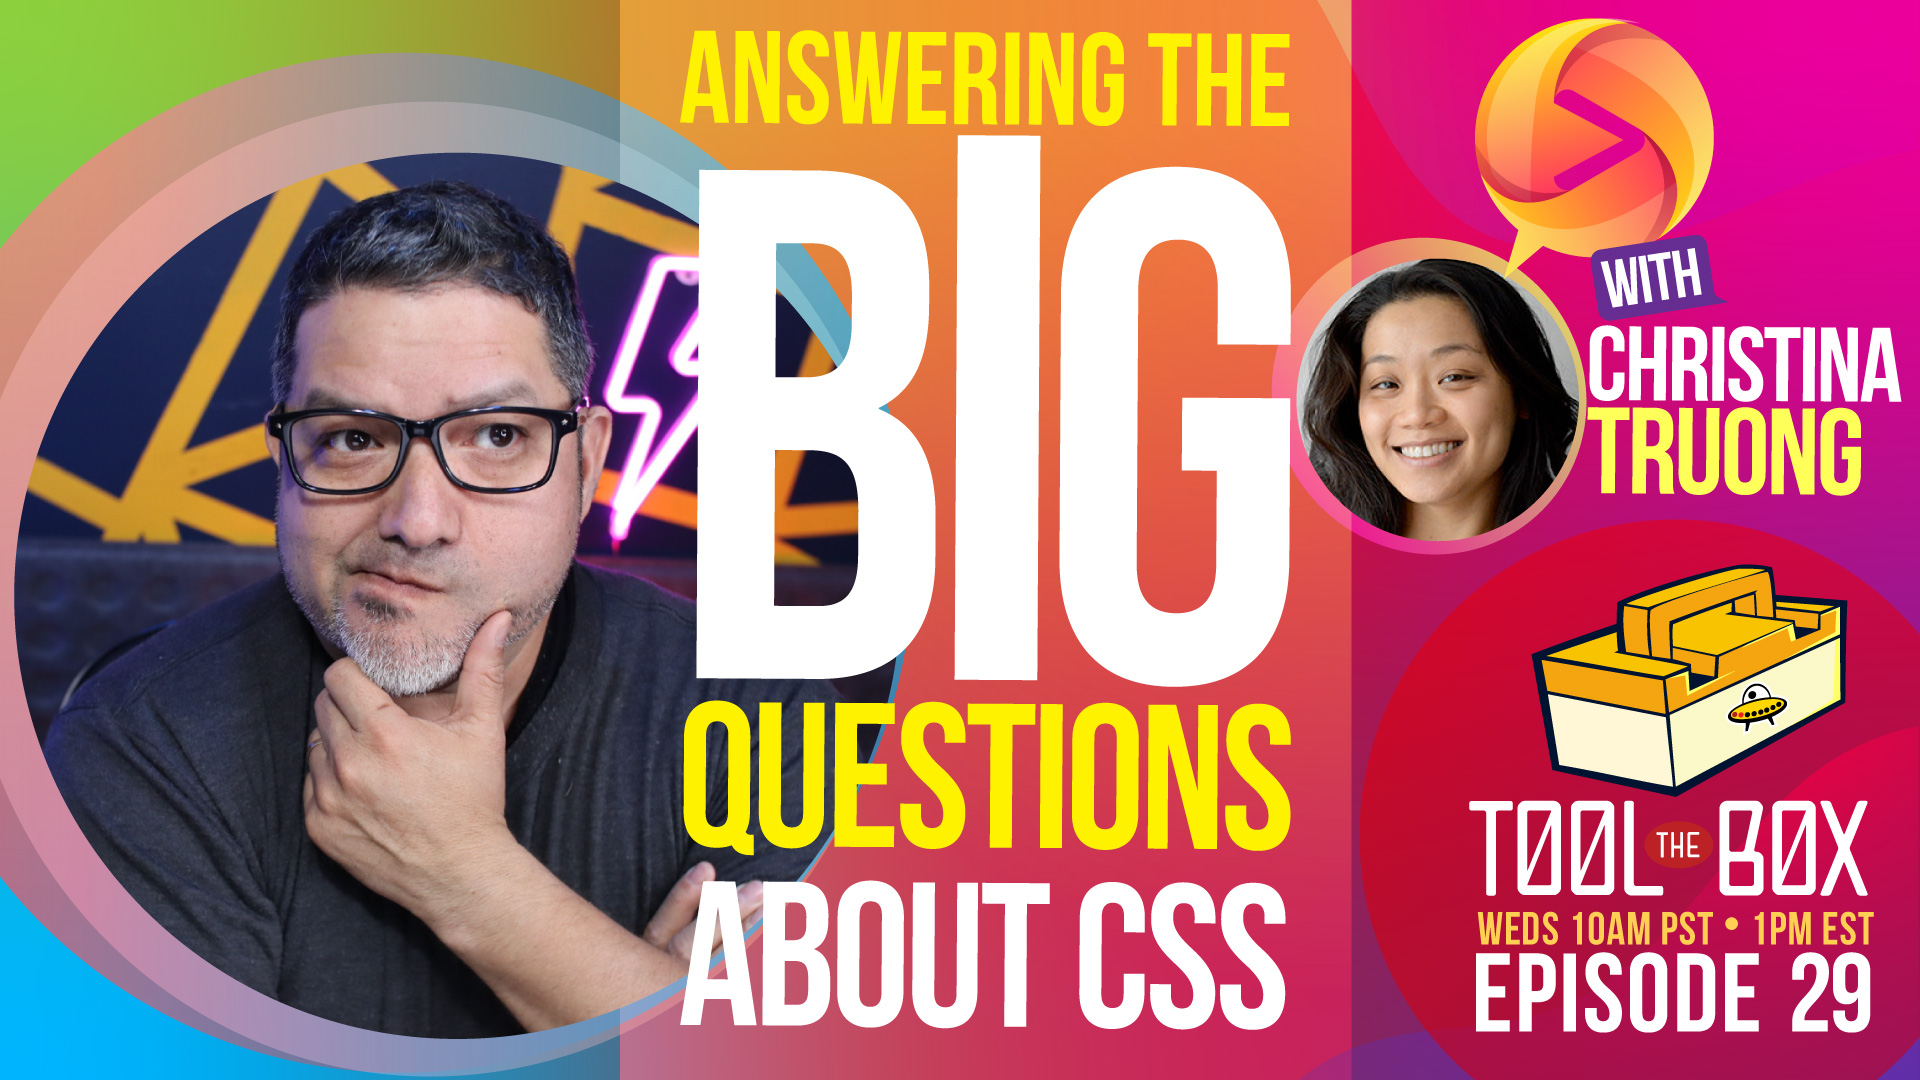 ANSWERING THE
BIG
QUESTIONS
ABOUT CSS
WITH
CHRISTINA
TRUONG
TOOL THE BOX
WEDS 10AM PST • 1PM EST
EPISODE 29